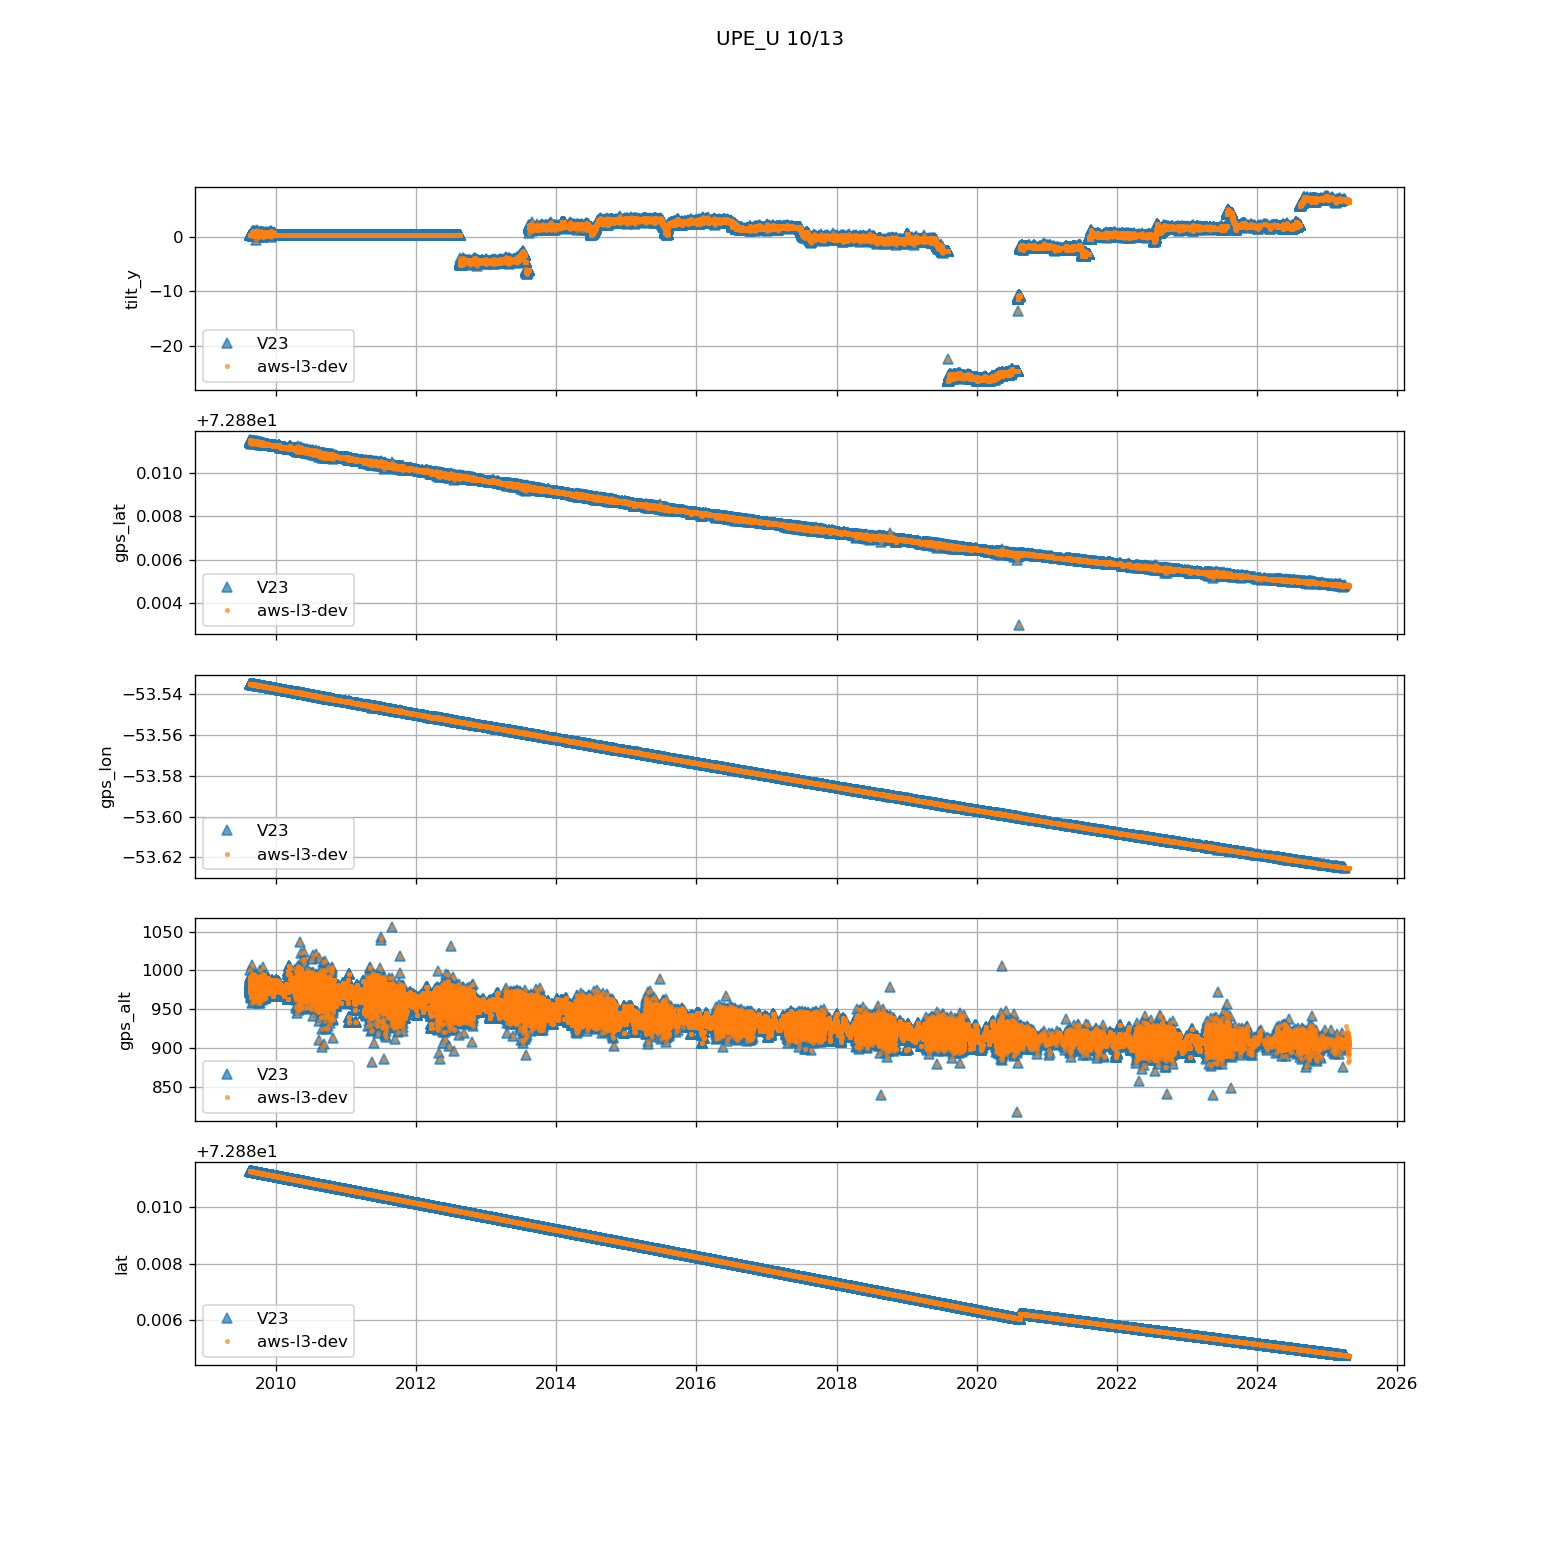 UPE_U 10/13
0
−10
−20
tilt_y
V23
aws-l3-dev
+7.288e1
0.010
0.008
0.006
0.004
gps_lat
V23
aws-l3-dev
−53.54
−53.56
−53.58
−53.60
−53.62
gps_lon
V23
aws-l3-dev
1050
1000
950
900
850
gps_alt
V23
aws-l3-dev
+7.288e1
0.010
0.008
0.006
lat
V23
aws-l3-dev
2010 2012 2014 2016 2018 2020 2022 2024 2026